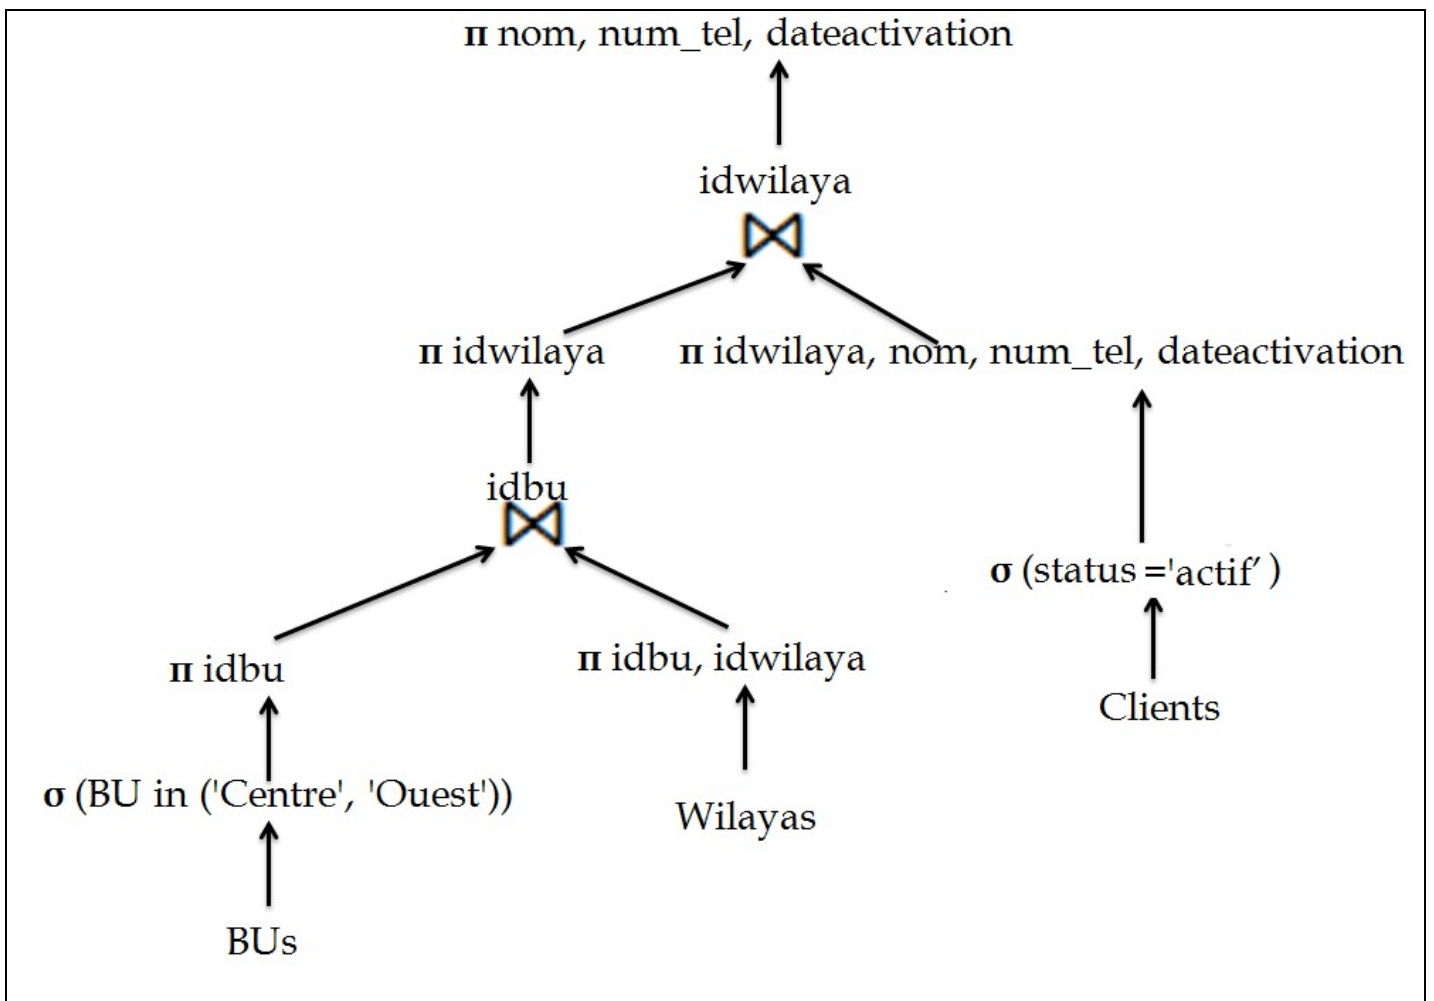 π nom, num_tel, dateactivation
idwilaya
⋈
π idwilaya
π idwilaya, nom, num_tel, dateactivation
idbu
⋈
σ (status ='actif’ )
π idbu
π idbu, idwilaya
Clients
σ (BU in ('Centre', 'Ouest'))
Wilayas
BUs